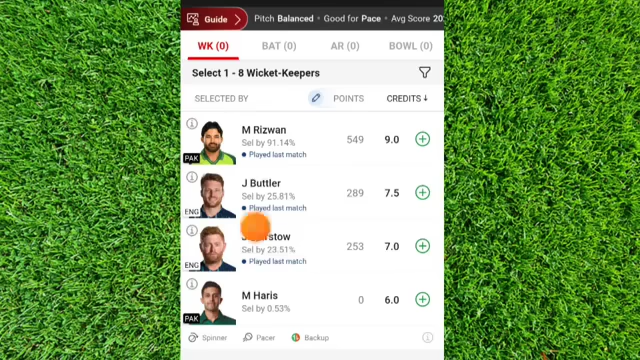 Guide Pitch Balanced • Good for Pace • Avg Score 20
WK (0) BAT (0) AR (0) BOWL (0)
Select 1 - 8 Wicket-Keepers
SELECTED BY POINTS CREDITS ↓
M Rizwan
Sel by 91.14% 549 9.0
• Played last match
PAK
J Buttler
Sel by 25.81% 289 7.5
• Played last match
ENG
rstow
Sel by 23.51% 253 7.0
• Played last match
ENG
M Haris
Sel by 0.53% 0 6.0
PAK
Spinner Pacer Backup